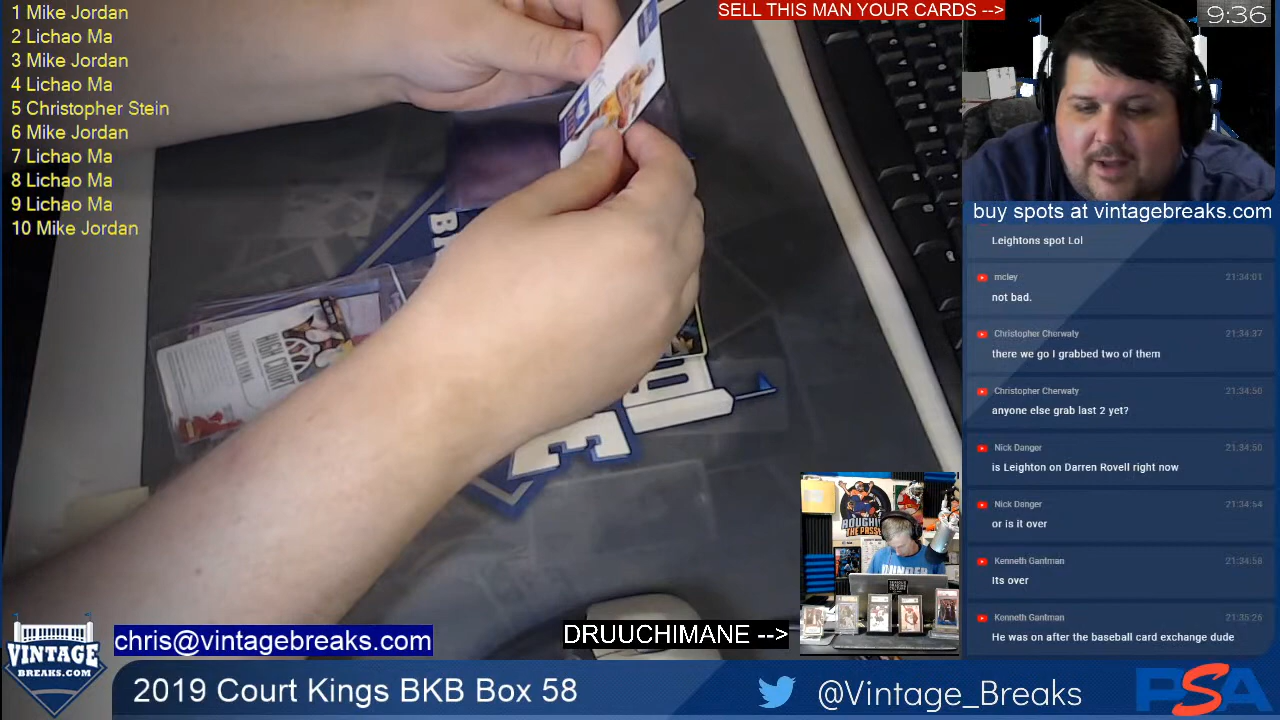 1 Mike Jordan
2 Lichao Ma
3 Mike Jordan
4 Lichao Ma
5 Christopher Stein
6 Mike Jordan
7 Lichao Ma
8 Lichao Ma
9 Lichao Ma
10 Mike Jordan
SELL THIS MAN YOUR CARDS -->
9:36
buy spots at vintagebreaks.com
Leightons spot Lol
mcley
21:34:01
not bad.
Christopher Cherwaty
21:34:37
there we go I grabbed two of them
Christopher Cherwaty
21:34:50
anyone else grab last 2 yet?
Nick Danger
21:34:50
is Leighton on Darren Rovell right now
Nick Danger
21:34:54
or is it over
Kenneth Gantman
21:34:58
Its over
Kenneth Gantman
21:35:26
He was on after the baseball card exchange dude
HIGH COURT
THUNDER
chris@vintagebreaks.com
DRUUCHIMANE -->
VINTAGE
BREAKS.COM
2019 Court Kings BKB Box 58
@Vintage_Breaks
PSA